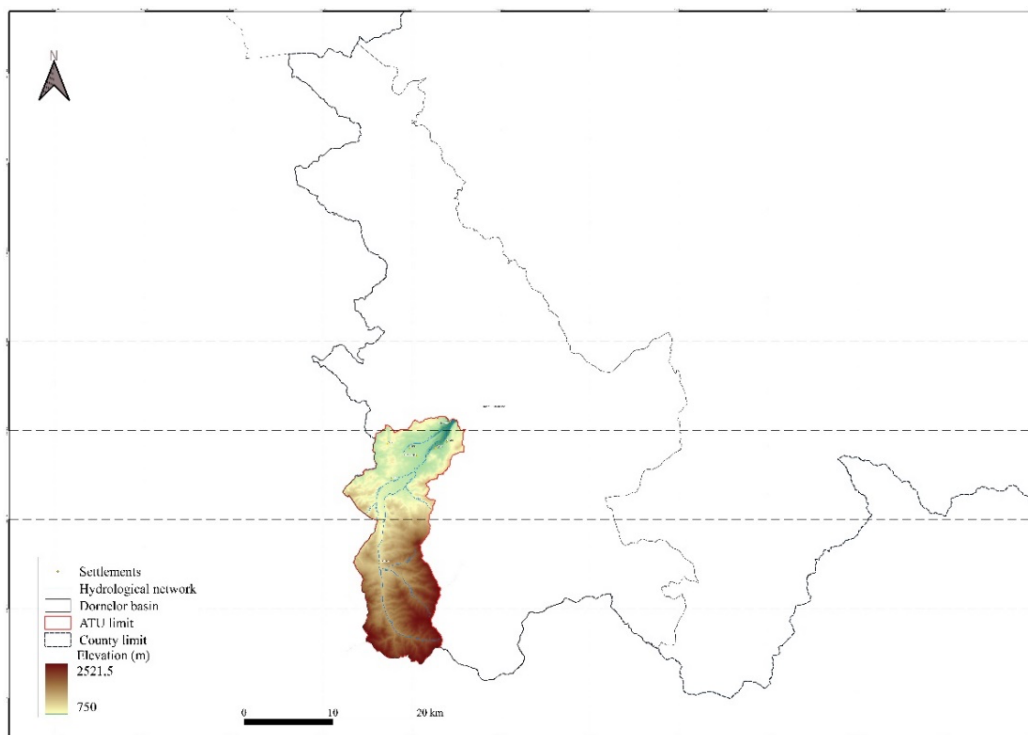 N
Settlements
Hydrological network
Dornelor basin
ATU limit
County limit
Elevation (m)
2521.5
750
0 10 20 km